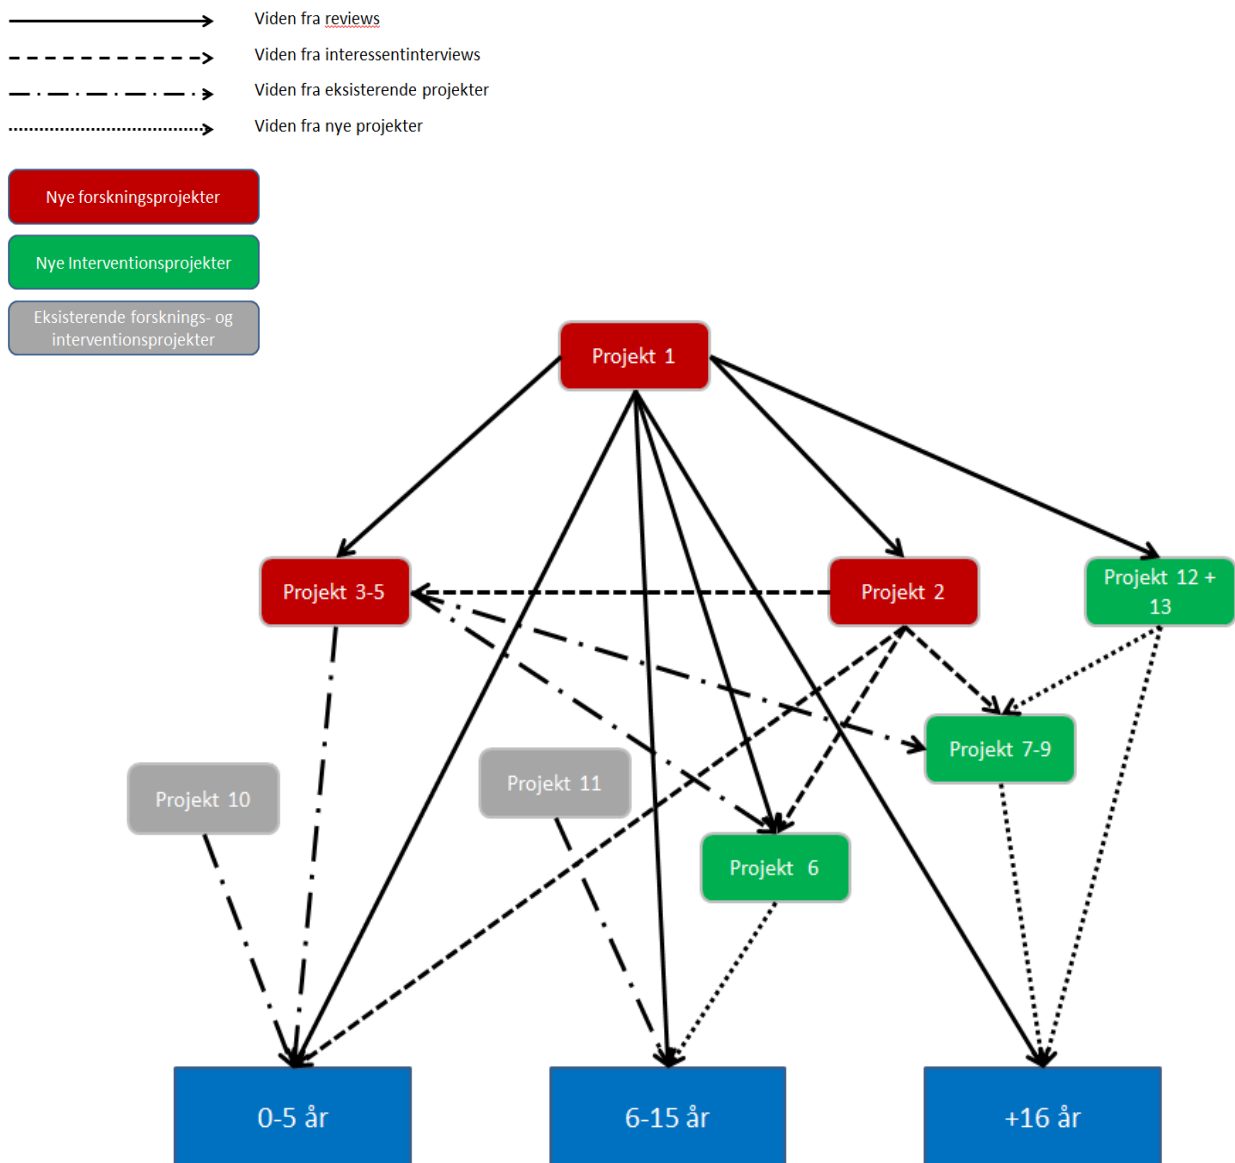 Viden fra reviews
Viden fra interessentinterviews
Viden fra eksisterende projekter
Viden fra nye projekter
Nye forskningsprojekter
Nye Interventionsprojekter
Eksisterende forsknings- og
interventionsprojekter
Projekt 1
Projekt 3-5
Projekt 2
Projekt 12 +
13
Projekt 7-9
Projekt 10
Projekt 11
Projekt 6
0-5 år
6-15 år
+16 år